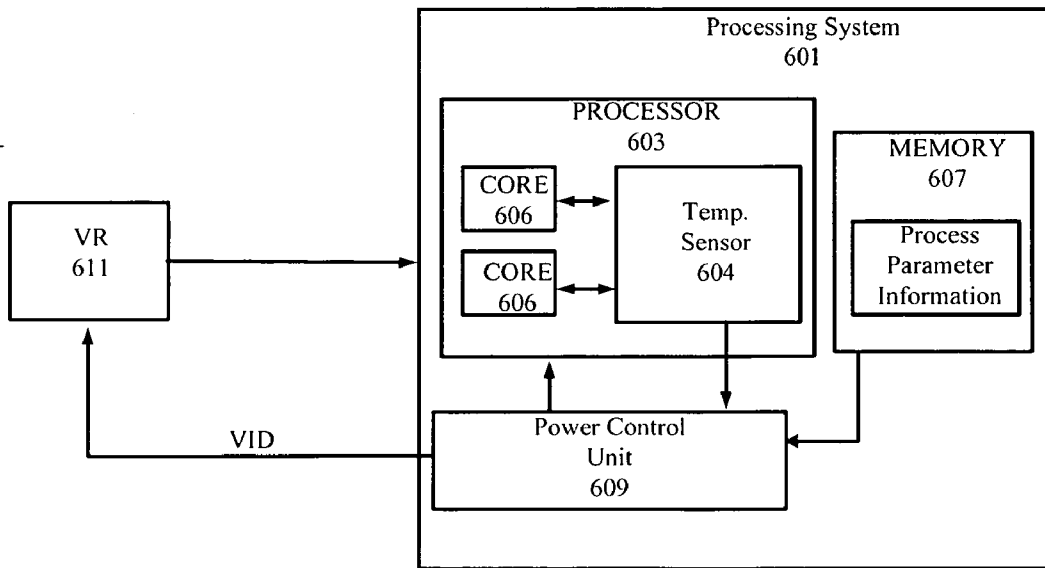 Processing System
601
PROCESSOR
603
CORE
606
CORE
606
Temp.
Sensor
604
MEMORY
607
Process
Parameter
Information
VR
611
VID
Power Control
Unit
609